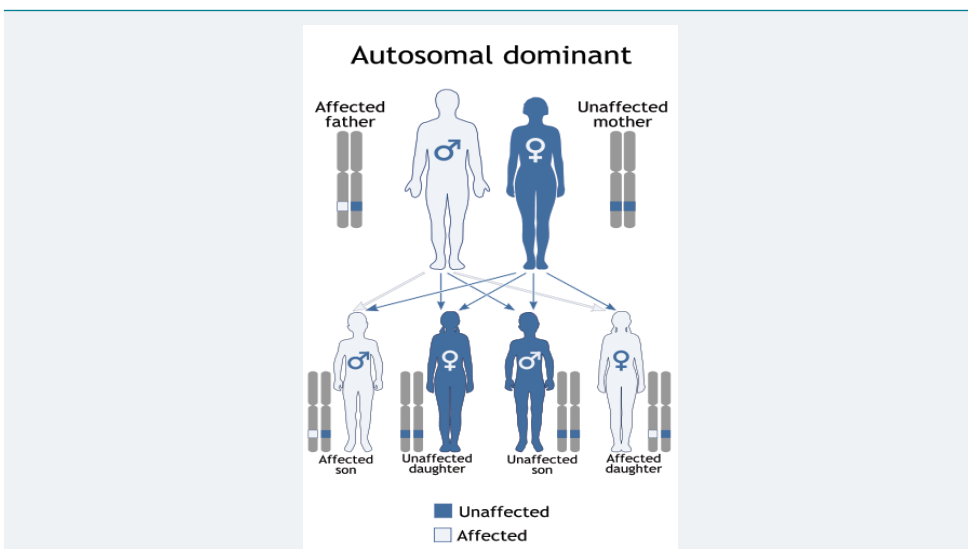 Autosomal dominant
Affected
father
Unaffected
mother
Affected
son
Unaffected
daughter
Unaffected
son
Affected
daughter
Unaffected
Affected